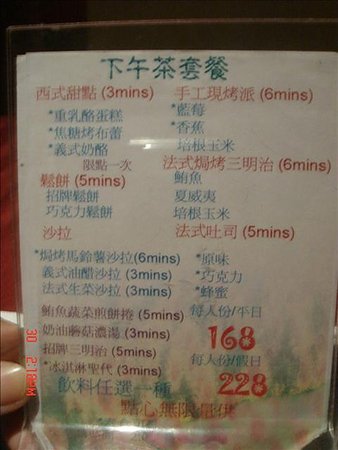 下午茶套餐
西式甜點 (3mins)
*重乳酪蛋糕
*焦糖烤布蕾
*義式奶酪
限點一次
鬆餅 (5mins)
招牌鬆餅
巧克力鬆餅
沙拉
*焗烤馬鈴薯沙拉(6mins)
義式油醋沙拉 (3mins)
法式生菜沙拉 (3mins)
鮪魚蔬菜煎餅捲 (5mins)
奶油蘑菇濃湯 (3mins)
招牌三明治 (5mins)
*冰淇淋聖代 (3mins)
手工現烤派 (6mins)
*藍莓
*香蕉
培根玉米
法式焗烤三明治 (6mins)
鮪魚
夏威夷
培根玉米
法式吐司 (5mins)
*原味
*巧克力
*蜂蜜
每人份/平日
168
每人份/假日
228
飲料任選一種
點心無限量供